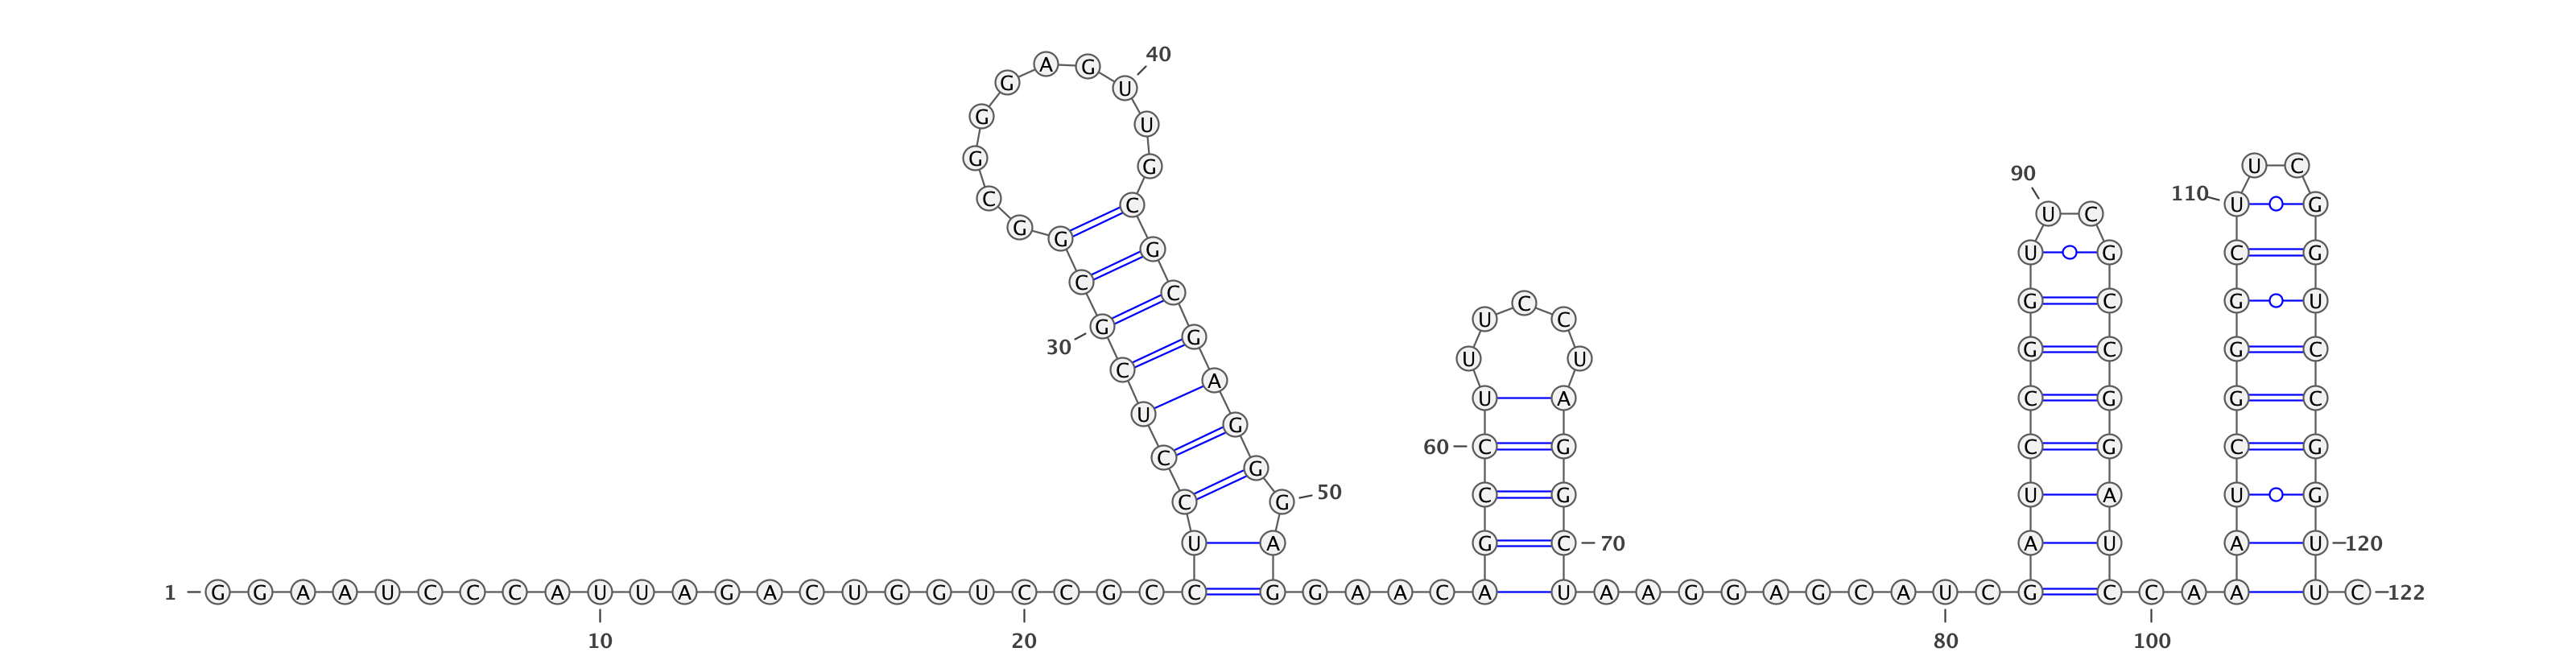 1
G G A A U C C C A U U A G A C U G G U C C G C C
10
20
U C C U C G C G
30
G C G G G A G U U G
40
C G C G A G G G A G
50
G A A C
A G C C U
60
U U C C U
A G G C U
70
A A G G A G C A U C
80
G A U C C G G U
U C
90
G C C G G A U C
C A
100
A A U C G G G C U
U C
110
G G U C C G G U U
120
C
122